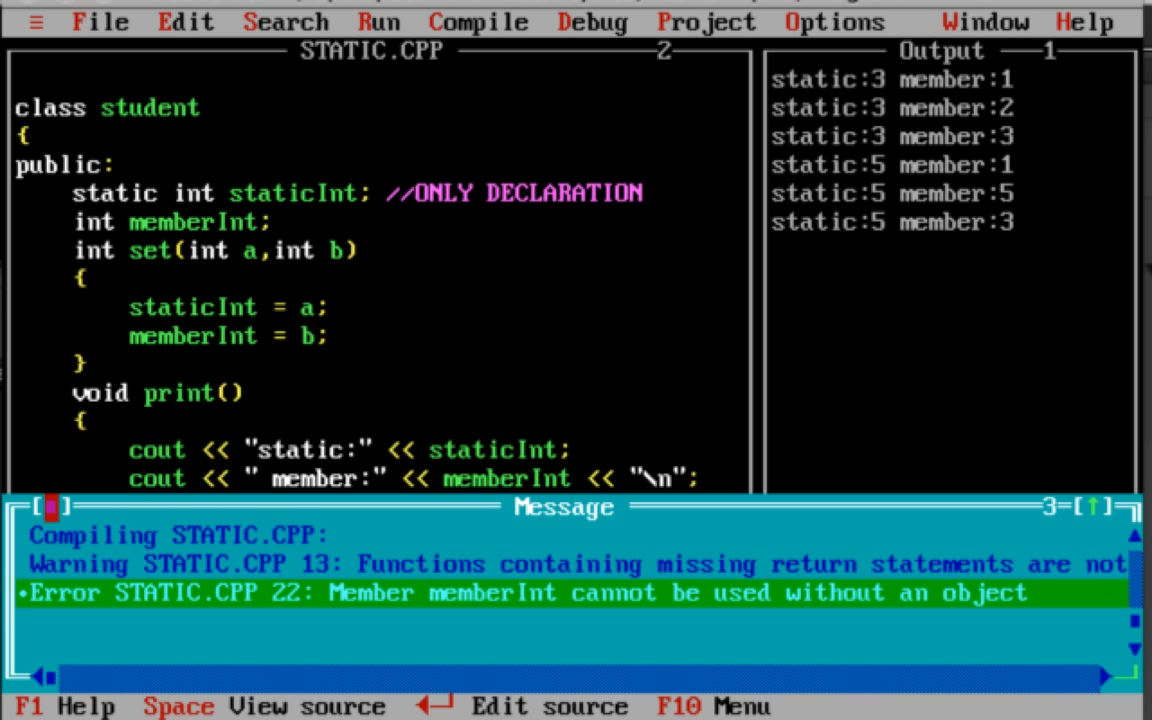 ≡ File Edit Search Run Compile Debug Project Options Window Help
STATIC.CPP 2
class student
{
public:
static int staticInt; //ONLY DECLARATION
int memberInt;
int set(int a,int b)
{
staticInt = a;
memberInt = b;
}
void print()
{
cout << "static:" << staticInt;
cout << " member:" << memberInt << "\n";
Output 1
static:3 member:1
static:3 member:2
static:3 member:3
static:5 member:1
static:5 member:5
static:5 member:3
[■] Message 3=[↑]
Compiling STATIC.CPP:
Warning STATIC.CPP 13: Functions containing missing return statements are not
•Error STATIC.CPP 22: Member memberInt cannot be used without an object
F1 Help Space View source ←┘ Edit source F10 Menu